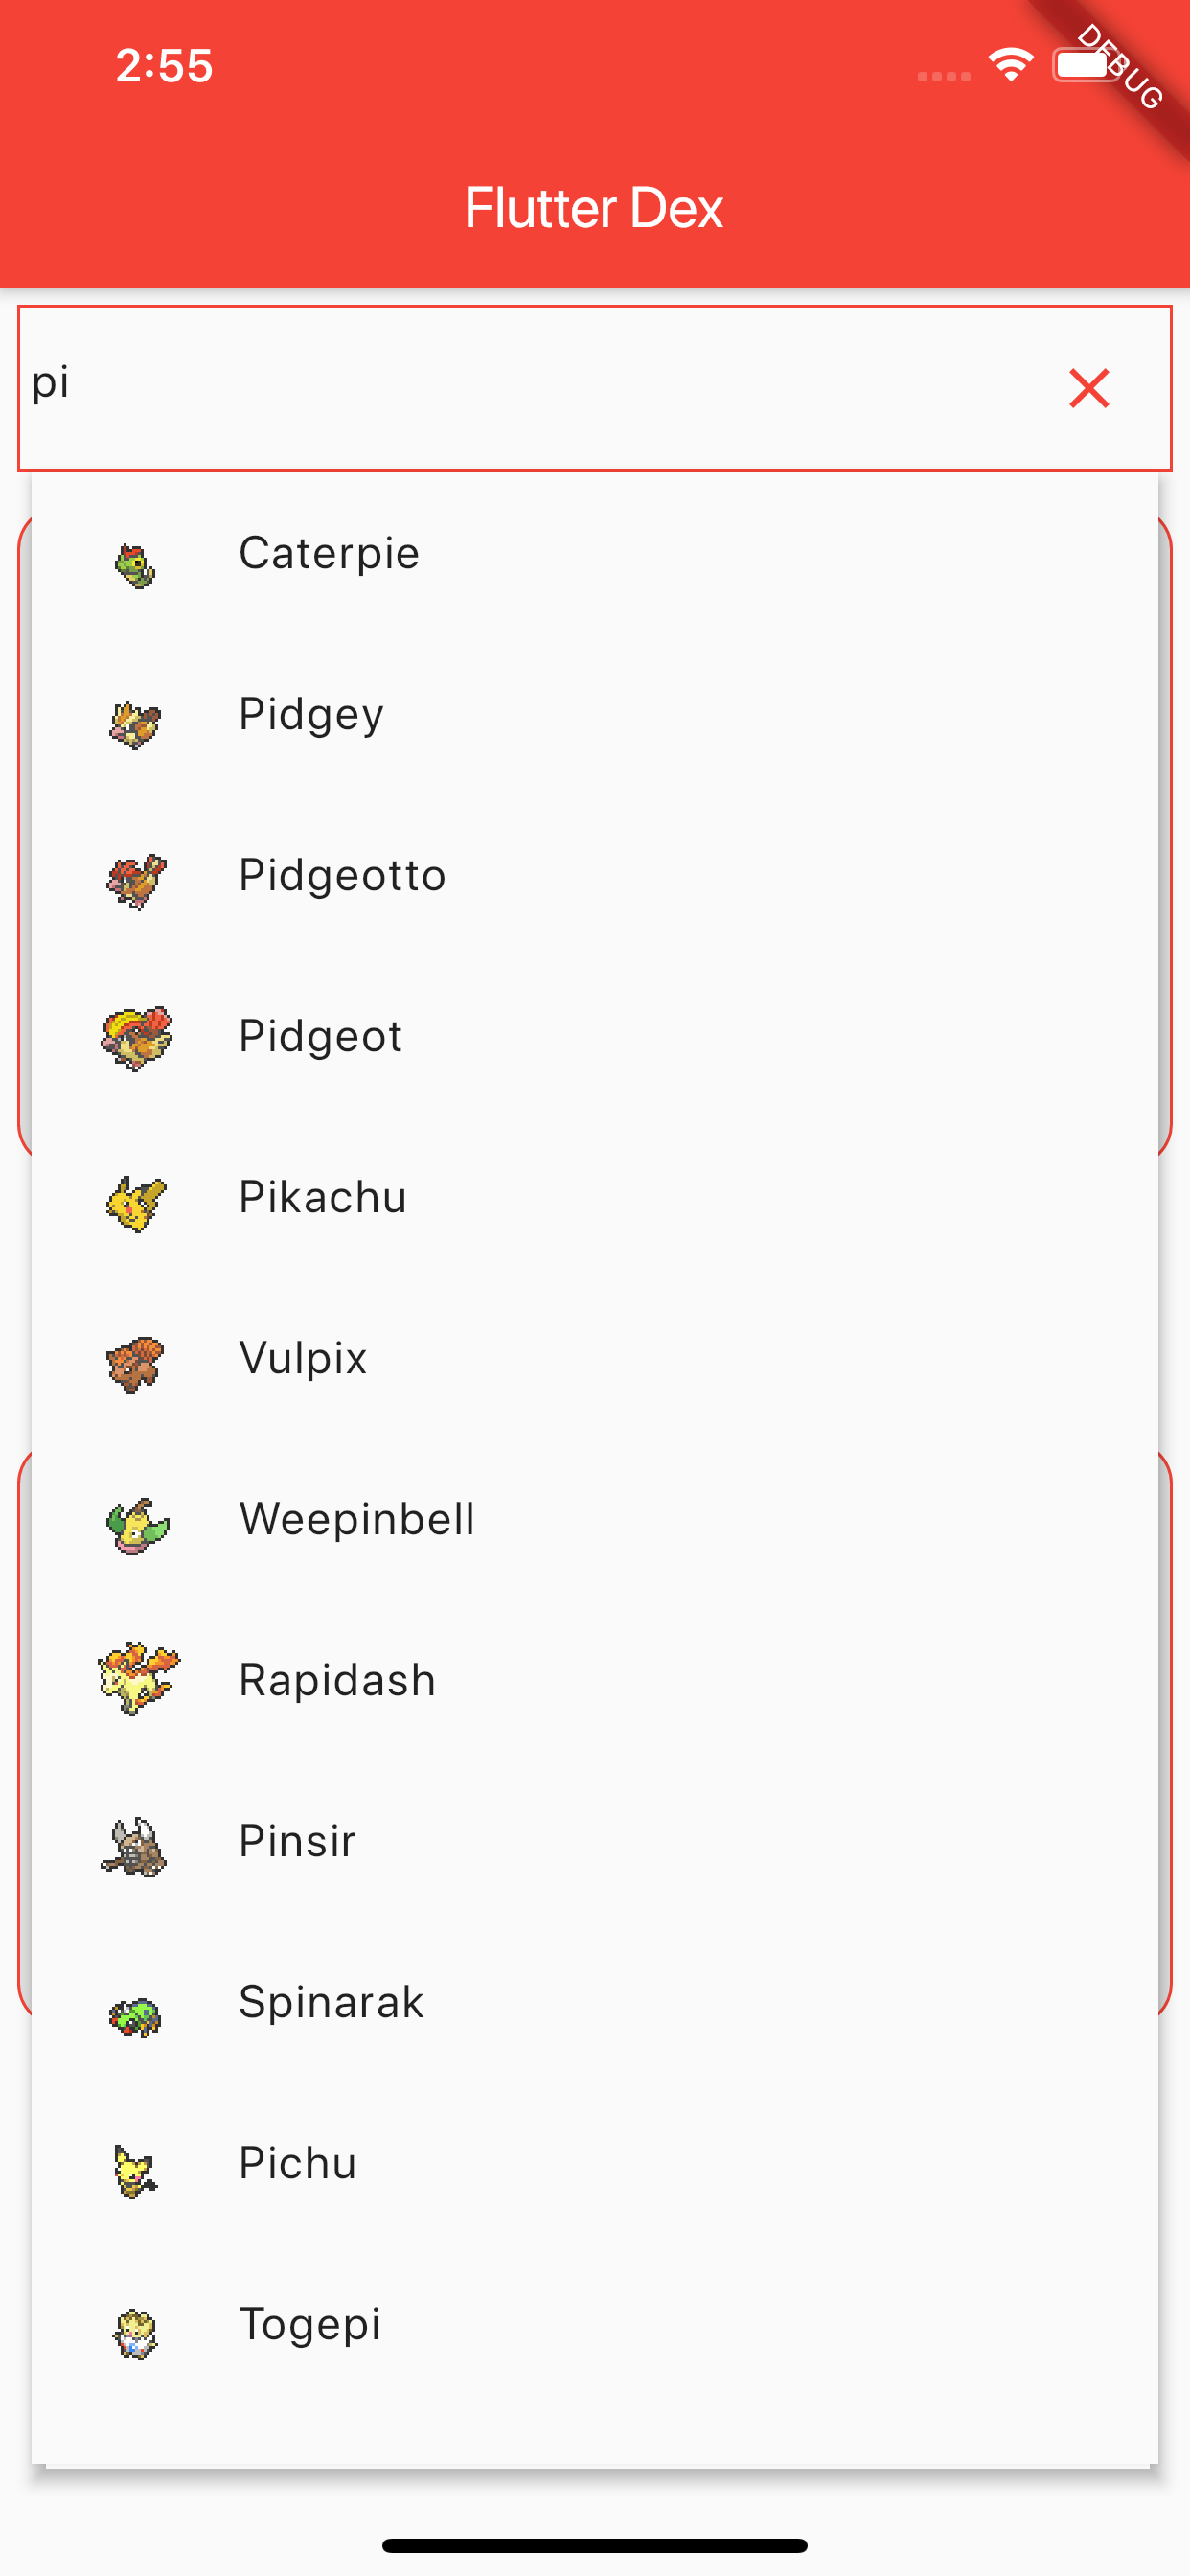 2:55
DEBUG
Flutter Dex
pi
Caterpie
Pidgey
Pidgeotto
Pidgeot
Pikachu
Vulpix
Weepinbell
Rapidash
Pinsir
Spinarak
Pichu
Togepi